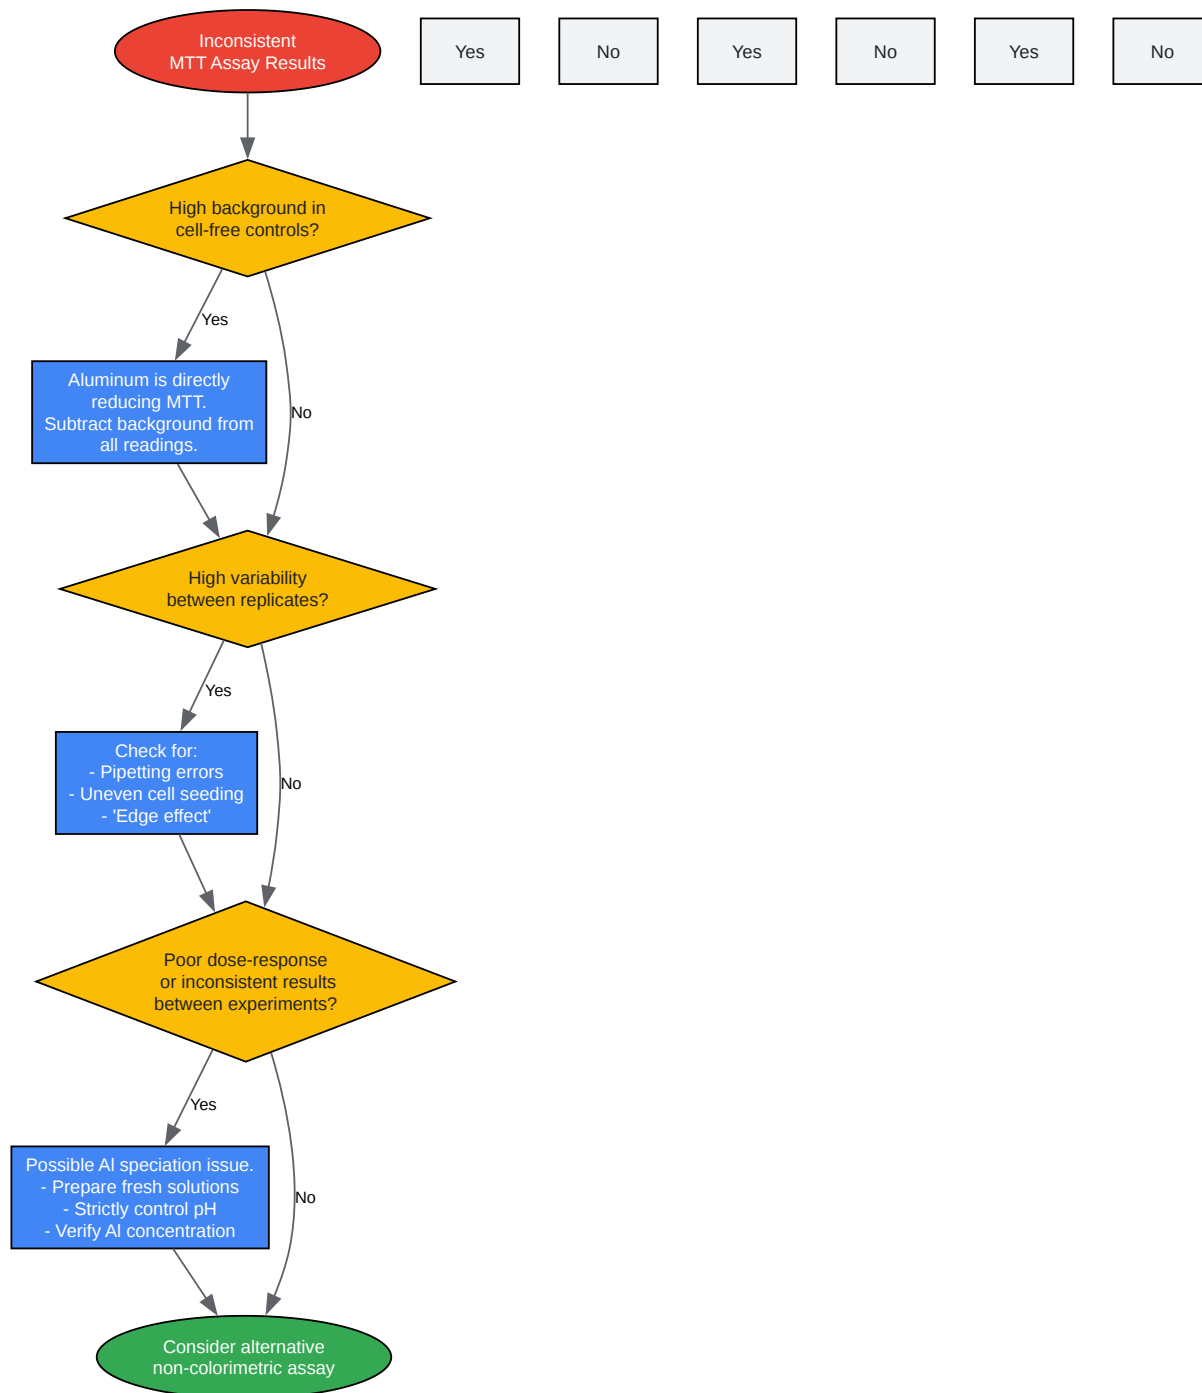 Inconsistent
MTT Assay Results
Yes
No
Yes
No
Yes
No
High background in
cell-free controls?
Yes
Aluminum is directly
reducing MTT.
Subtract background from
all readings.
No
High variability
between replicates?
Yes
Check for:
- Pipetting errors
- Uneven cell seeding
- 'Edge effect'
No
Poor dose-response
or inconsistent results
between experiments?
Yes
Possible Al speciation issue.
- Prepare fresh solutions
- Strictly control pH
- Verify Al concentration
No
Consider alternative
non-colorimetric assay